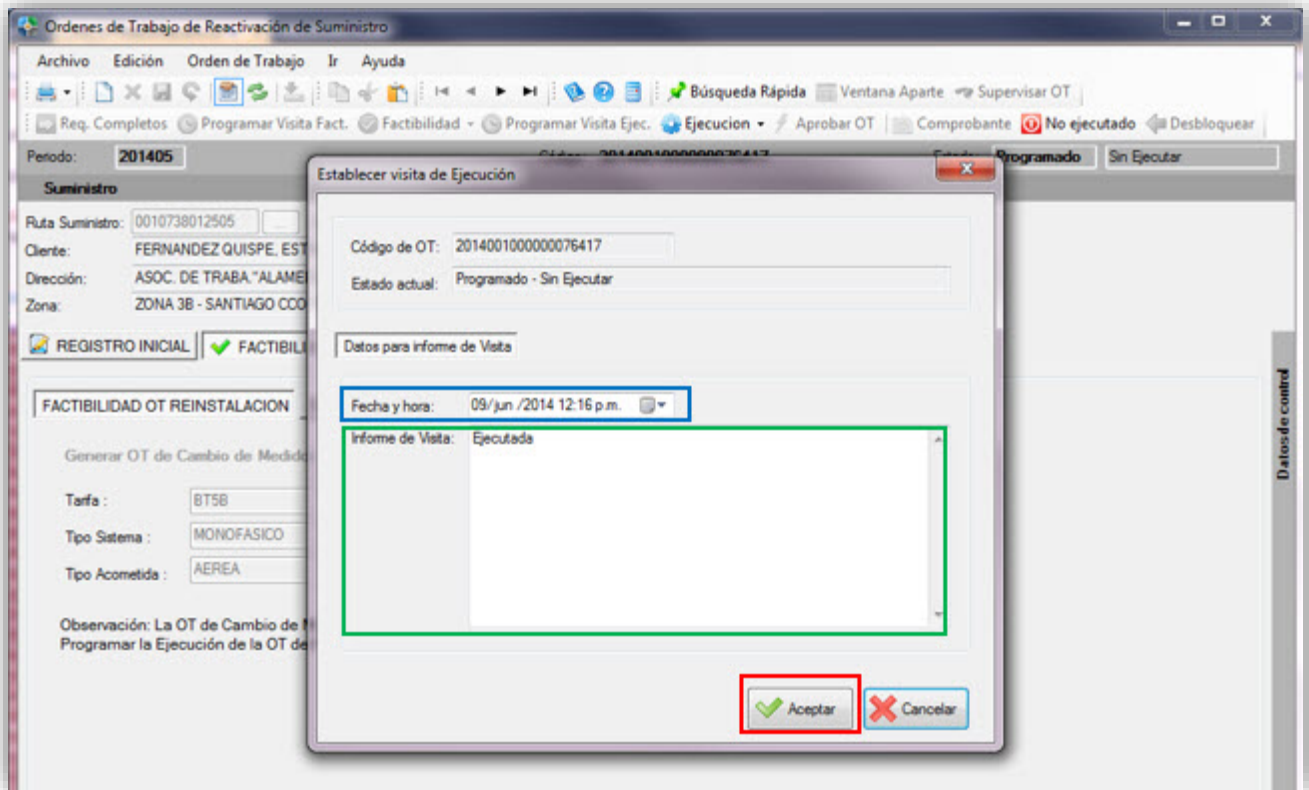 Ordenes de Trabajo de Reactivación de Suministro
Archivo Edición Orden de Trabajo Ir Ayuda
Búsqueda Rápida Ventana Aparte Supervisar OT
Req. Completos Programar Visita Fact. Factibilidad Programar Visita Ejec. Ejecucion Aprobar OT Comprobante No ejecutado Desbloquear
Periodo: 201405 Programado Sin Ejecutar
Suministro
Ruta Suministro: 0010738012505 ...
Cliente: FERNANDEZ QUISPE, EST
Dirección: ASOC. DE TRABA."ALAME
Zona: ZONA 3B - SANTIAGO CCO
REGISTRO INICIAL FACTIBILI
FACTIBILIDAD OT REINSTALACION
Generar OT de Cambio de Medido
Tarifa : BT5B
Tipo Sistema : MONOFASICO
Tipo Acometida : AEREA
Observación: La OT de Cambio de
Programar la Ejecución de la OT de
Establecer visita de Ejecución
Código de OT: 2014001000000076417
Estado actual: Programado - Sin Ejecutar
Datos para informe de Visita
Fecha y hora: 09/jun /2014 12:16 p.m.
Informe de Visita: Ejecutada
Aceptar Cancelar
Datos de control